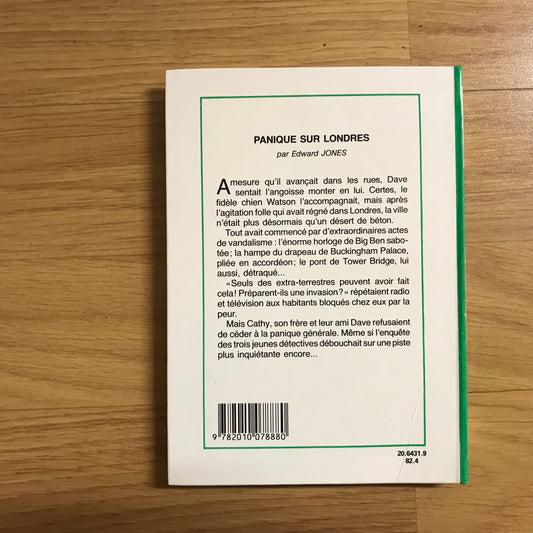 PANIQUE SUR LONDRES
par Edward JONES
A mesure qu'il avançait dans les rues, Dave
sentait l'angoisse monter en lui. Certes, le
fidèle chien Watson l'accompagnait, mais après
l'agitation folle qui avait régné dans Londres, la ville
n'était plus désormais qu'un désert de béton.
Tout avait commencé par d'extraordinaires actes
de vandalisme : l'énorme horloge de Big Ben sabo-
tée; la hampe du drapeau de Buckingham Palace,
pliée en accordéon; le pont de Tower Bridge, lui
aussi, détraqué...
«Seuls des extra-terrestres peuvent avoir fait
cela! Préparent-ils une invasion?» répétaient radio
et télévision aux habitants bloqués chez eux par la
peur.
Mais Cathy, son frère et leur ami Dave refusaient
de céder à la panique générale. Même si l'enquête
des trois jeunes détectives débouchait sur une piste
plus inquiétante encore...
9 782010 078880
20.6431.9
82.4